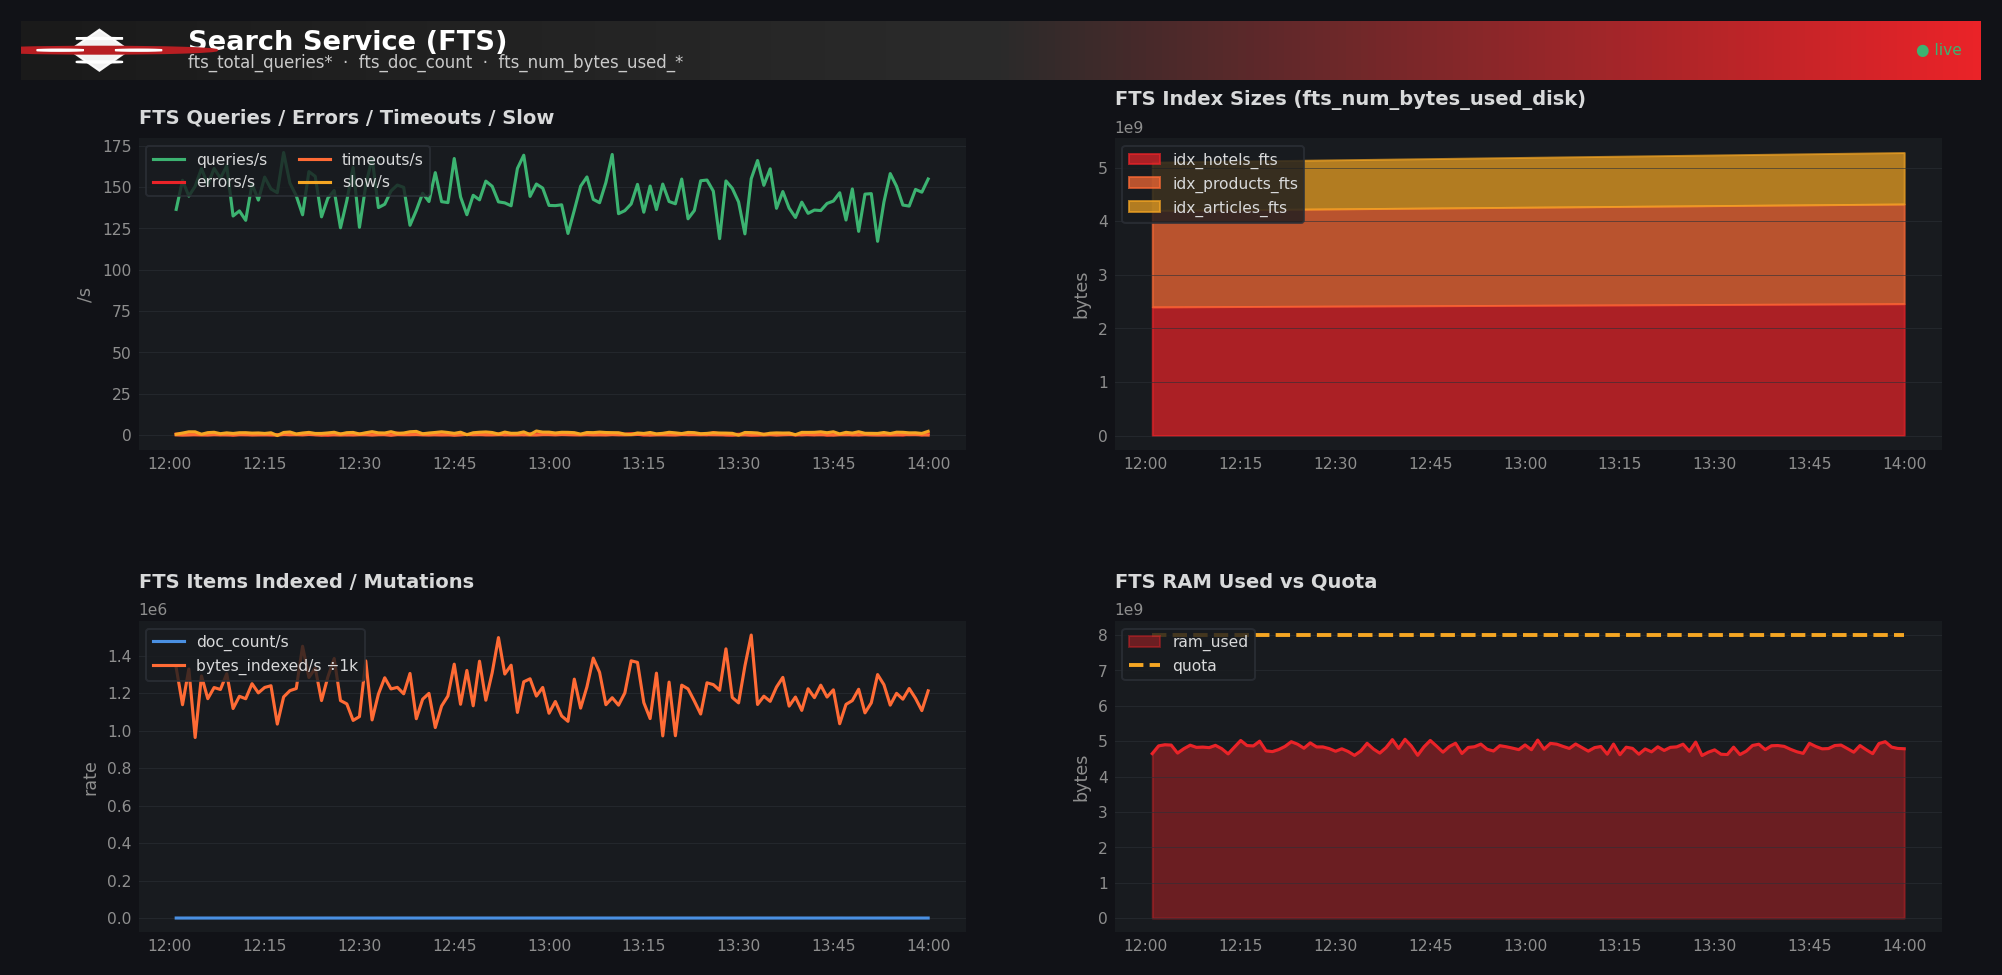 Search Service (FTS)
fts_total_queries* · fts_doc_count · fts_num_bytes_used_*
● live
FTS Queries / Errors / Timeouts / Slow
queries/s
errors/s
timeouts/s
slow/s
/s
175
150
125
100
75
50
25
0
12:00 12:15 12:30 12:45 13:00 13:15 13:30 13:45 14:00
FTS Index Sizes (fts_num_bytes_used_disk)
1e9
idx_hotels_fts
idx_products_fts
idx_articles_fts
bytes
5
4
3
2
1
0
12:00 12:15 12:30 12:45 13:00 13:15 13:30 13:45 14:00
FTS Items Indexed / Mutations
1e6
doc_count/s
bytes_indexed/s ÷1k
rate
1.4
1.2
1.0
0.8
0.6
0.4
0.2
0.0
12:00 12:15 12:30 12:45 13:00 13:15 13:30 13:45 14:00
FTS RAM Used vs Quota
1e9
ram_used
quota
bytes
8
7
6
5
4
3
2
1
0
12:00 12:15 12:30 12:45 13:00 13:15 13:30 13:45 14:00